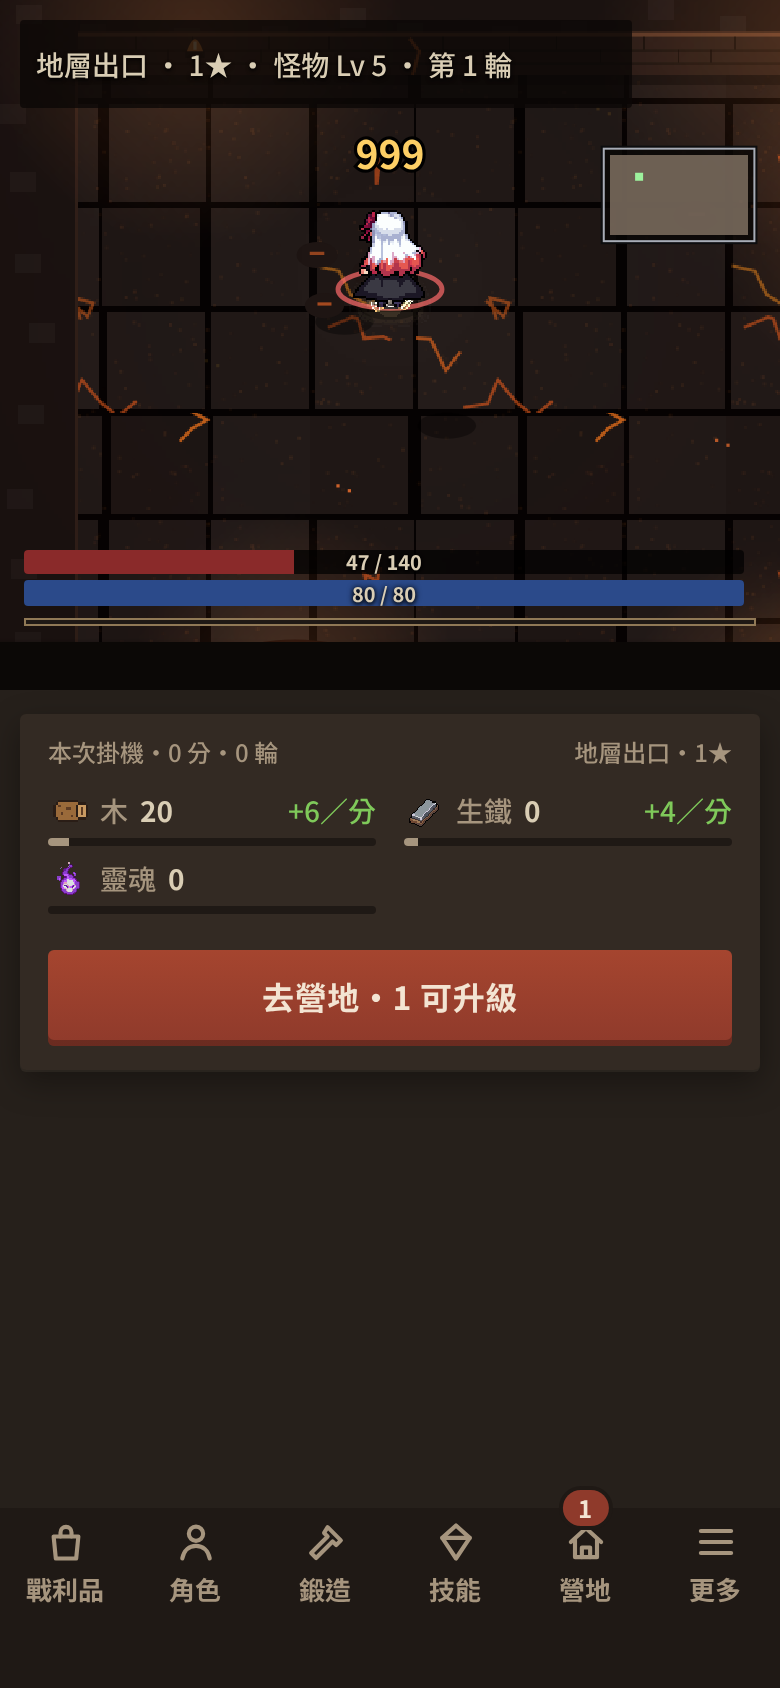 地層出口 · 1★ · 怪物 Lv 5 · 第 1 輪
999
47 / 140
80 / 80
本次掛機·0 分·0 輪
地層出口·1★
木 20 +6／分
生鐵 0 +4／分
靈魂 0
去營地·1 可升級
1
戰利品
角色
鍛造
技能
營地
更多